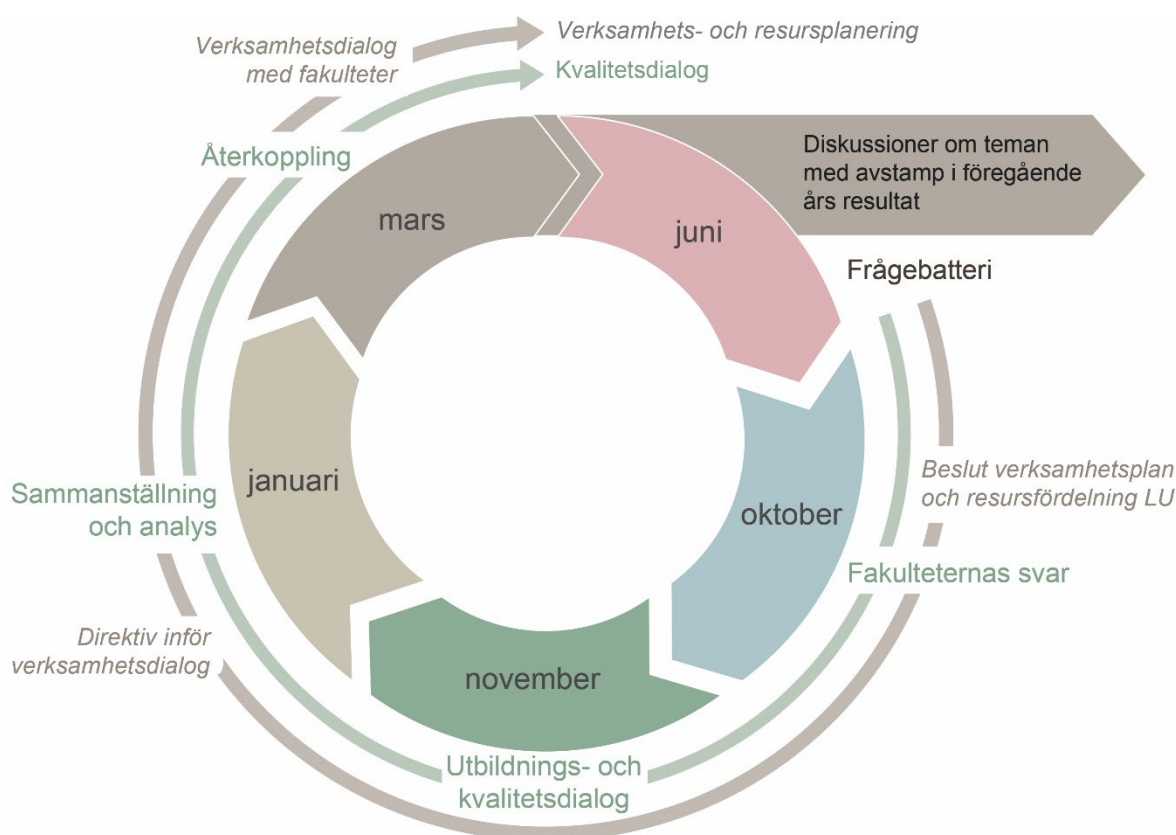 Verksamhetsdialog
med fakulteter
Verksamhets- och resursplanering
Kvalitetsdialog
Återkoppling
Diskussioner om teman
med avstamp i föregående
års resultat
mars
juni
Frågebatteri
januari
oktober
november
Beslut verksamhetsplan
och resursfördelning LU
Fakulteternas svar
Sammanställning
och analys
Direktiv inför
verksamhetsdialog
Utbildnings- och
kvalitetsdialog